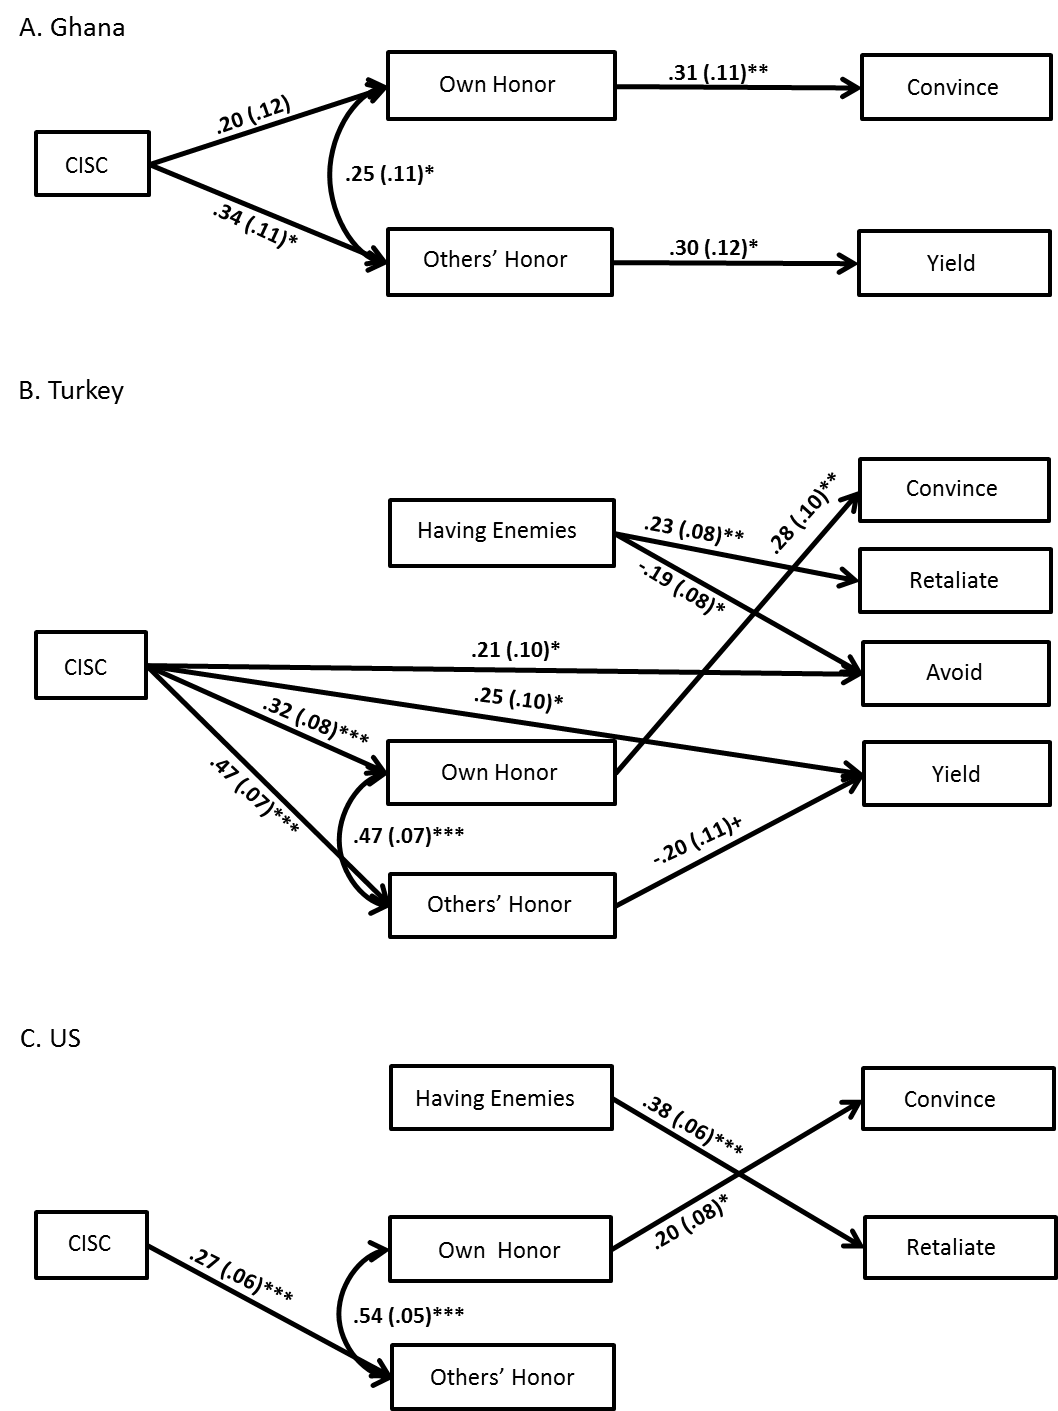 A. Ghana
Own Honor
.31 (.11)**
Convince
.20 (.12)
CISC
.25 (.11)*
.34 (.11)*
Others’ Honor
.30 (.12)*
Yield
B. Turkey
Convince
Having Enemies
.23 (.08)**
.28 (.10)**
Retaliate
-.19 (.08)*
CISC
.21 (.10)*
Avoid
.25 (.10)*
.32 (.08)***
Own Honor
Yield
.47 (.07)***
.47 (.07)***
-.20 (.11)+
Others’ Honor
C. US
Having Enemies
.38 (.06)***
Convince
CISC
.20 (.08)*
Own Honor
Retaliate
.27 (.06)***
.54 (.05)***
Others’ Honor